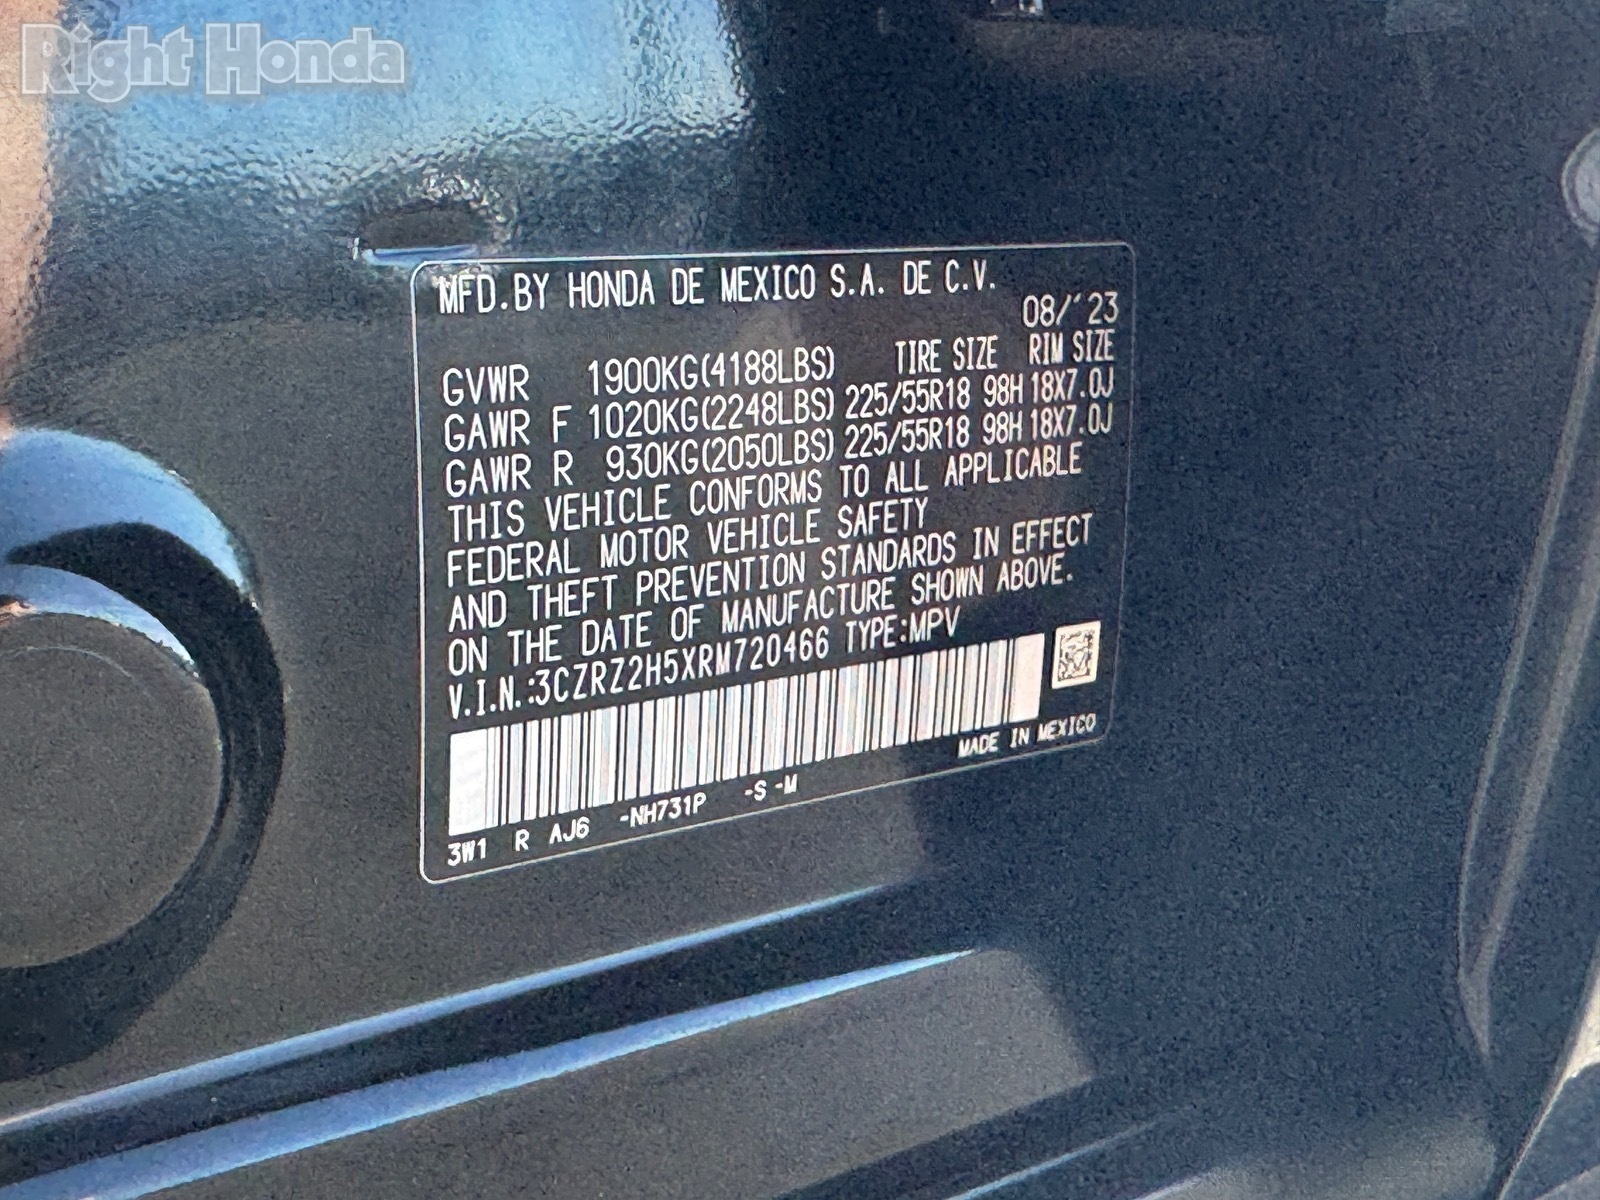 Right Honda
MFD.BY HONDA DE MEXICO S.A. DE C.V.
08/'23
GVWR 1900KG(4188LBS) TIRE SIZE RIM SIZE
GAWR F 1020KG(2248LBS) 225/55R18 98H 18X7.0J
GAWR R 930KG(2050LBS) 225/55R18 98H 18X7.0J
THIS VEHICLE CONFORMS TO ALL APPLICABLE
FEDERAL MOTOR VEHICLE SAFETY
AND THEFT PREVENTION STANDARDS IN EFFECT
ON THE DATE OF MANUFACTURE SHOWN ABOVE.
V.I.N.:3CZRZ2H5XRM720466 TYPE:MPV
MADE IN MEXICO
3W1 R AJ6 -NH731P -S -M